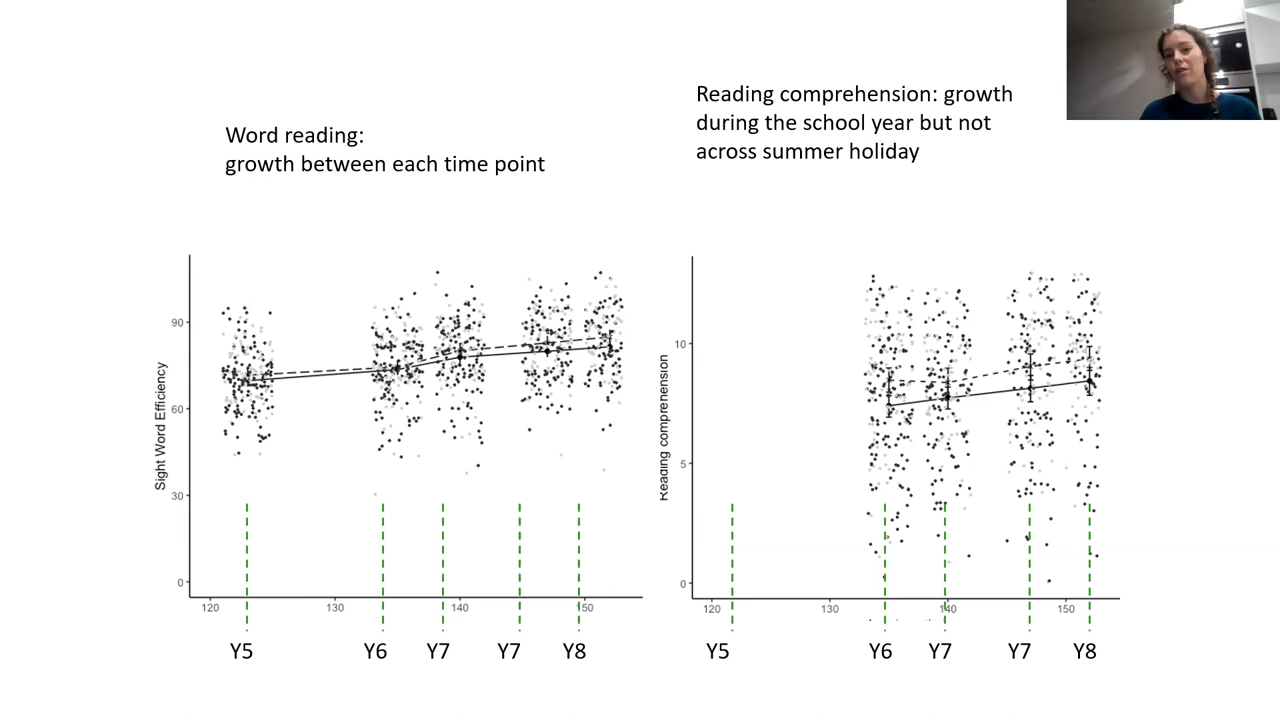 Reading comprehension: growth
during the school year but not
across summer holiday
Word reading:
growth between each time point
Sight Word Efficiency
90
60
30
0
120
130
140
150
Y5
Y6
Y7
Y7
Y8
Reading comprehension
10
5
0
120
130
140
150
Y5
Y6
Y7
Y7
Y8